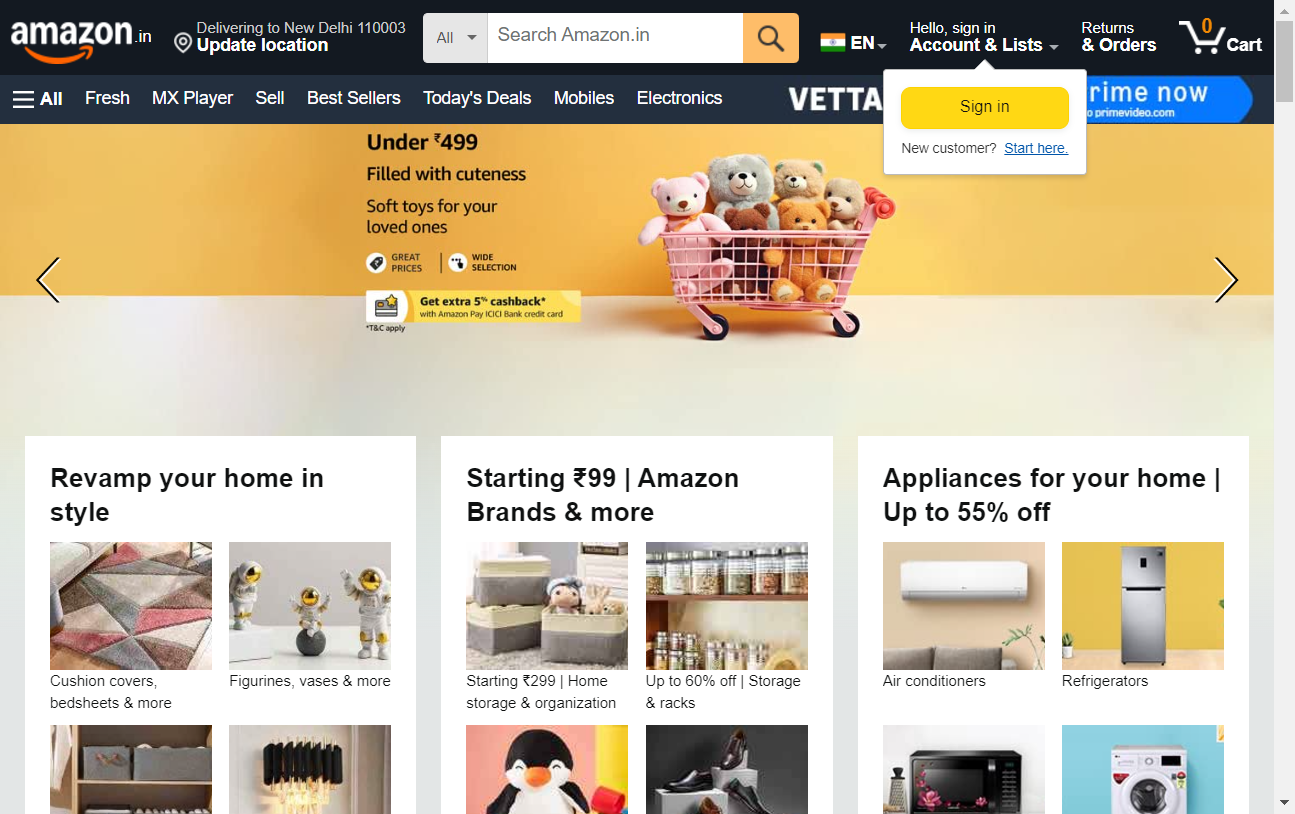 amazon.in
Delivering to New Delhi 110003
Update location
All
Search Amazon.in
EN
Hello, sign in
Account & Lists
Returns
& Orders
0
Cart
All
Fresh
MX Player
Sell
Best Sellers
Today's Deals
Mobiles
Electronics
VETTA
rime now
o primevideo.com
Sign in
New customer? Start here.
Under ₹499
Filled with cuteness
Soft toys for your
loved ones
GREAT
PRICES
WIDE
SELECTION
Get extra 5% cashback*
with Amazon Pay ICICI Bank credit card
*T&C apply
Revamp your home in
style
Cushion covers,
bedsheets & more
Figurines, vases & more
Starting ₹99 | Amazon
Brands & more
Starting ₹299 | Home
storage & organization
Up to 60% off | Storage
& racks
Appliances for your home |
Up to 55% off
Air conditioners
Refrigerators